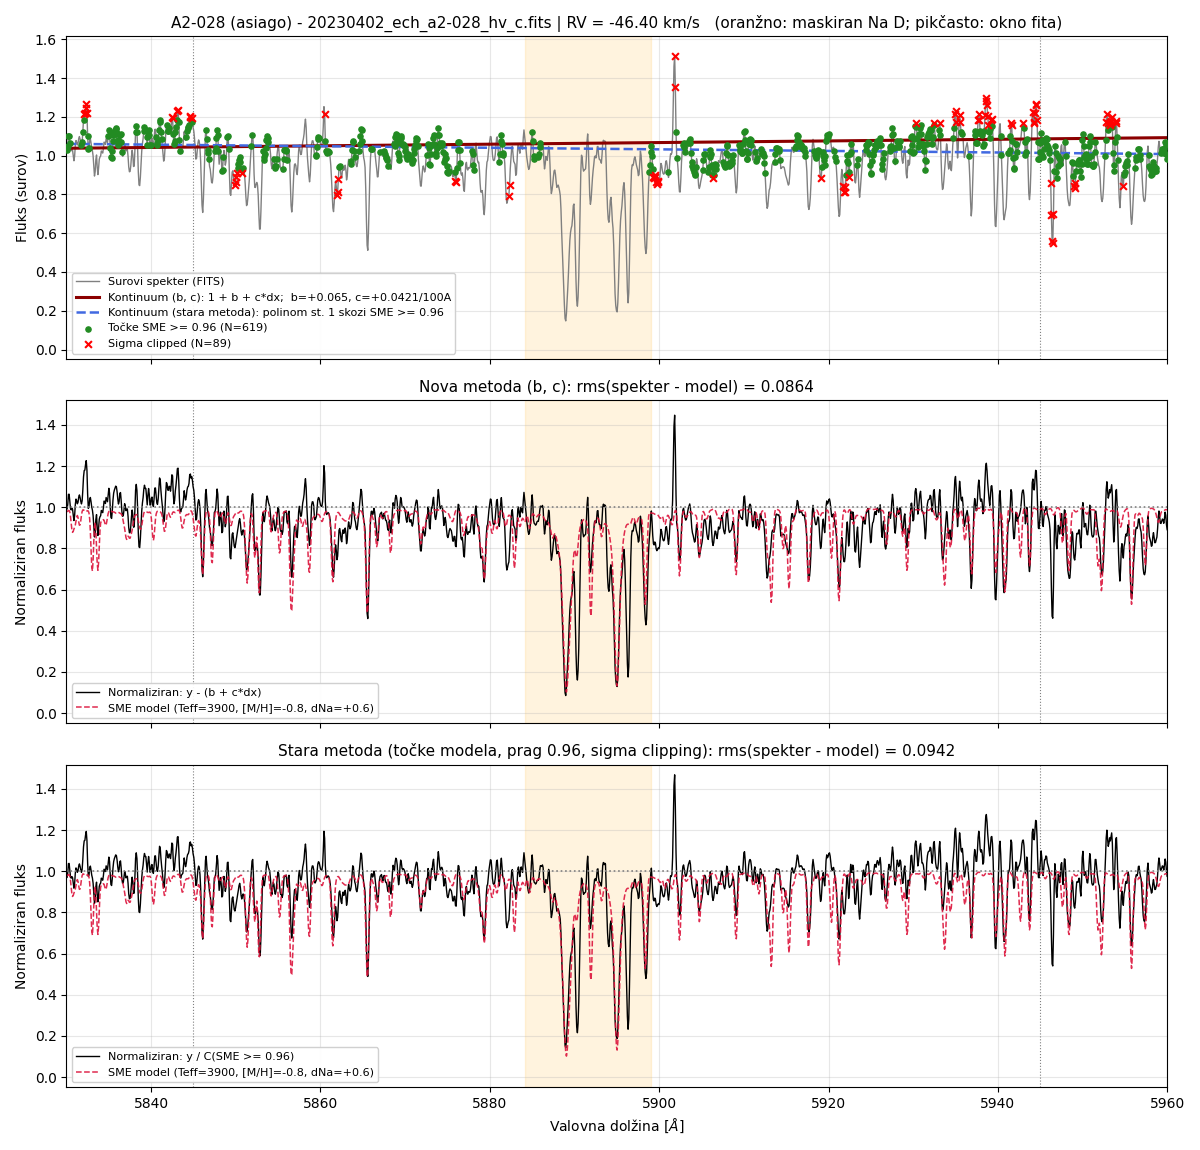 A2-028 (asiago) - 20230402_ech_a2-028_hv_c.fits | RV = -46.40 km/s   (oranžno: maskiran Na D; pikčasto: okno fita)
1.6
1.4
1.2
1.0
0.8
0.6
0.4
0.2
0.0
Fluks (surov)
Surovi spekter (FITS)
Kontinuum (b, c): 1 + b + c*dx;  b=+0.065, c=+0.0421/100A
Kontinuum (stara metoda): polinom st. 1 skozi SME >= 0.96
Točke SME >= 0.96 (N=619)
Sigma clipped (N=89)
Nova metoda (b, c): rms(spekter - model) = 0.0864
1.4
1.2
1.0
0.8
0.6
0.4
0.2
0.0
Normaliziran fluks
Normaliziran: y - (b + c*dx)
SME model (Teff=3900, [M/H]=-0.8, dNa=+0.6)
Stara metoda (točke modela, prag 0.96, sigma clipping): rms(spekter - model) = 0.0942
1.4
1.2
1.0
0.8
0.6
0.4
0.2
0.0
Normaliziran fluks
Normaliziran: y / C(SME >= 0.96)
SME model (Teff=3900, [M/H]=-0.8, dNa=+0.6)
5840 5860 5880 5900 5920 5940 5960
Valovna dolžina [Å]